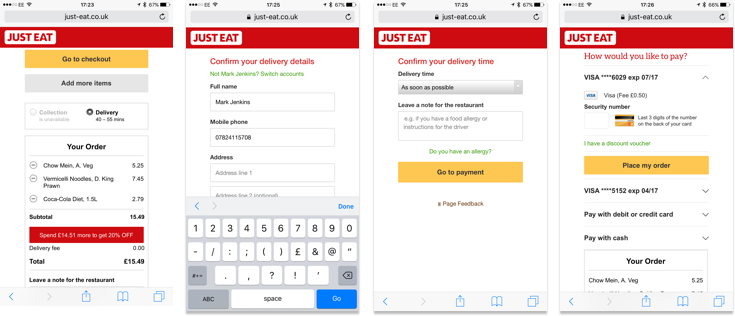 ●●●○○ EE 17:23 67%
just-eat.co.uk
JUST EAT
Go to checkout
Add more items
Collection
is unavailable
Delivery
40 – 55 mins
Your Order
Chow Mein, A. Veg 5.25
Vermicelli Noodles, D. King Prawn 7.45
Coca-Cola Diet, 1.5L 2.79
Subtotal 15.49
Spend £14.51 more to get 20% OFF
Delivery fee 0.00
Total £15.49
Leave a note for the restaurant
●●●○○ EE 17:25 67%
just-eat.co.uk
JUST EAT
Confirm your delivery details
Not Mark Jenkins? Switch accounts
Full name
Mark Jenkins
Mobile phone
07824115708
Address
Address line 1
Address line 2 (optional)
Done
1 2 3 4 5 6 7 8 9 0
- / : ; ( ) £ & @ "
#+= . , ? ! ' 
ABC space Go
●●●○○ EE 17:25 67%
just-eat.co.uk
JUST EAT
Confirm your delivery time
Delivery time
As soon as possible
Leave a note for the restaurant
e.g. if you have a food allergy or
instructions for the driver
Do you have an allergy?
Go to payment
Page Feedback
●●●○○ EE 17:26 66%
just-eat.co.uk
JUST EAT
How would you like to pay?
VISA ****6029 exp 07/17
VISA Visa (Fee £0.50)
Security number
Last 3 digits of the number
on the back of your card
I have a discount voucher
Place my order
VISA ****5152 exp 04/17
Pay with debit or credit card
Pay with cash
Your Order
Chow Mein, A. Veg 5.25